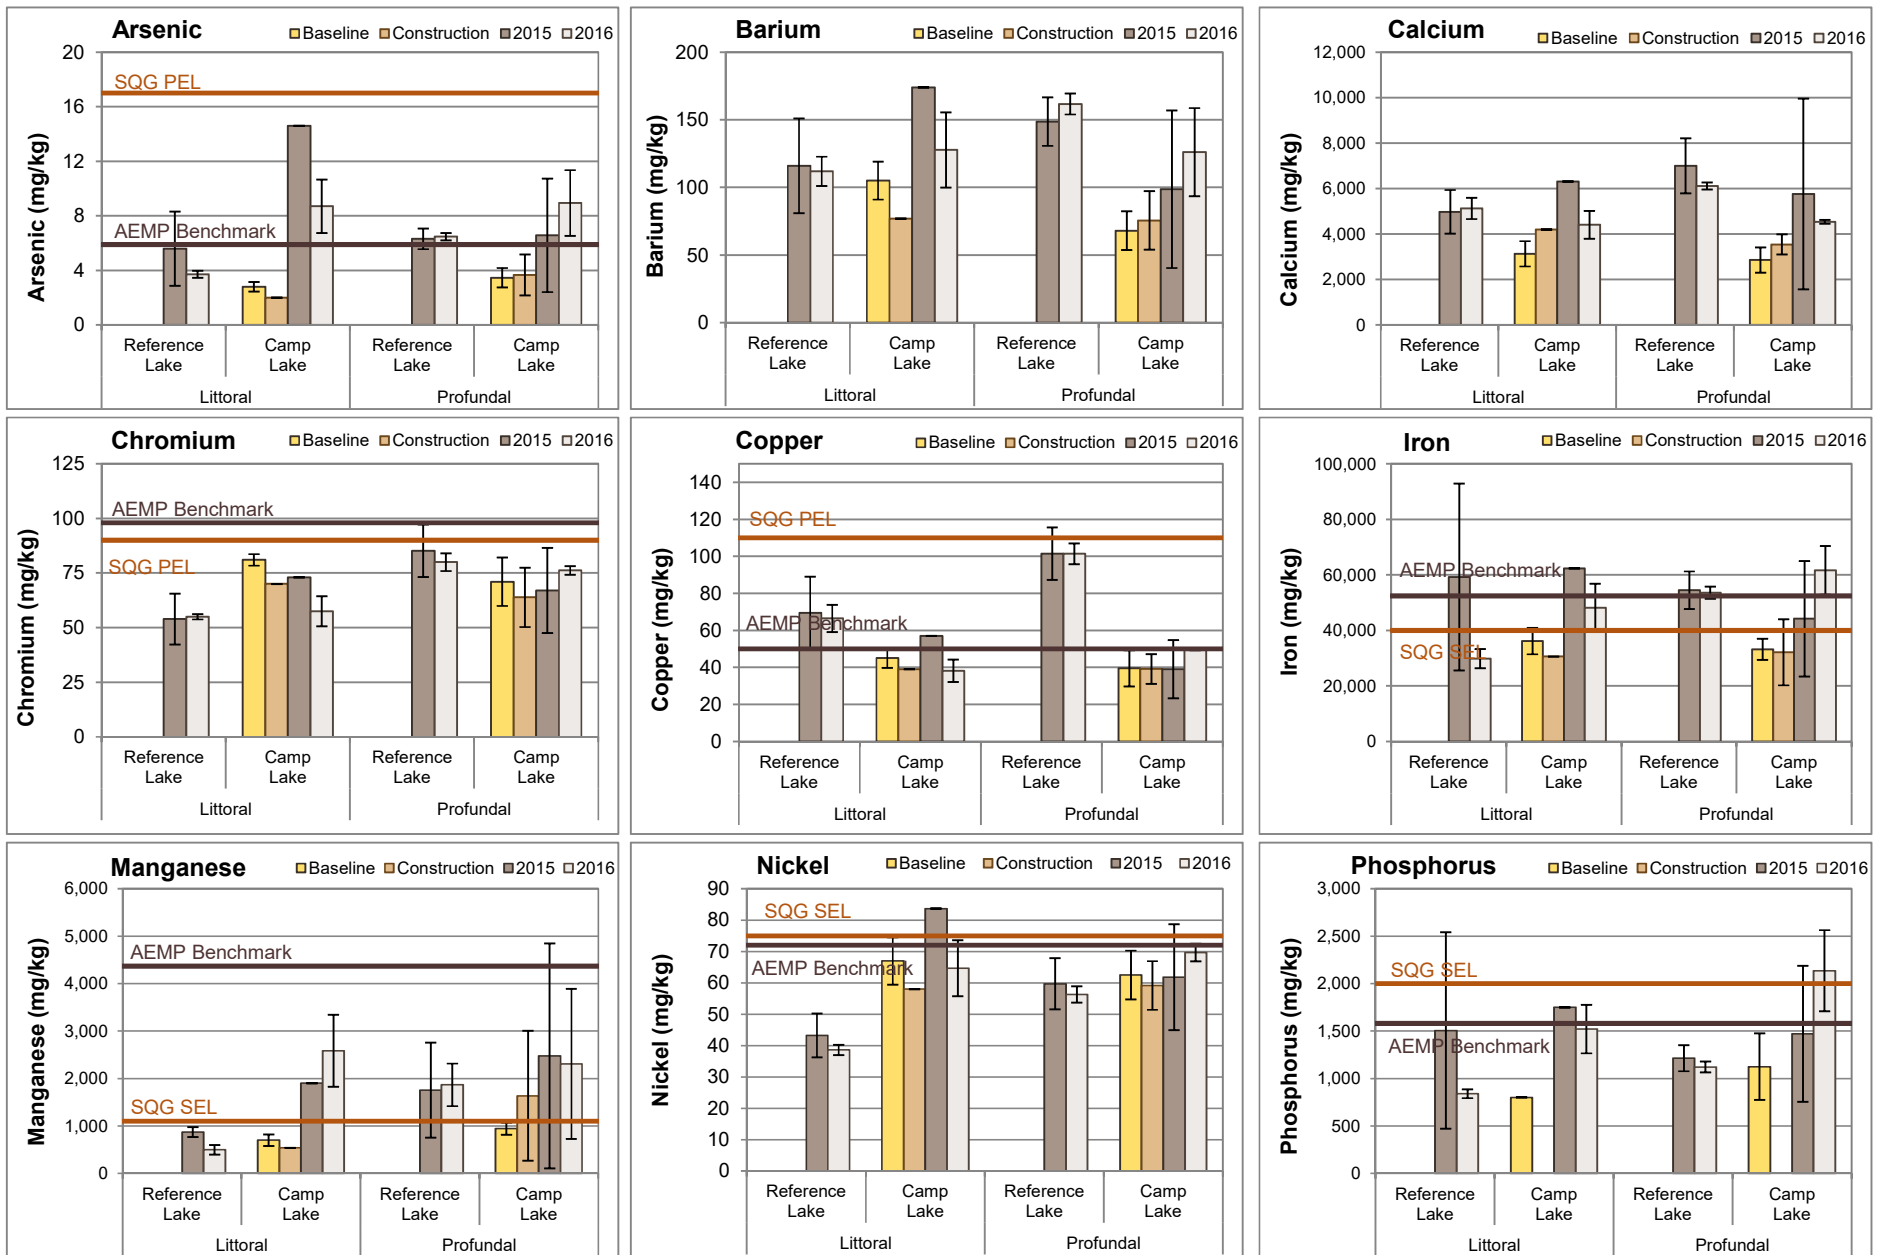 Arsenic
Baseline Construction 2015 2016
20
16
12
8
4
0
Arsenic (mg/kg)
SQG PEL
AEMP Benchmark
Reference Lake
Camp Lake
Reference Lake
Camp Lake
Littoral
Profundal
Barium
Baseline Construction 2015 2016
200
150
100
50
0
Barium (mg/kg)
Reference Lake
Camp Lake
Reference Lake
Camp Lake
Littoral
Profundal
Calcium
Baseline Construction 2015 2016
12,000
10,000
8,000
6,000
4,000
2,000
0
Calcium (mg/kg)
Reference Lake
Camp Lake
Reference Lake
Camp Lake
Littoral
Profundal
Chromium
Baseline Construction 2015 2016
125
100
75
50
25
0
Chromium (mg/kg)
AEMP Benchmark
SQG PEL
Reference Lake
Camp Lake
Reference Lake
Camp Lake
Littoral
Profundal
Copper
Baseline Construction 2015 2016
140
120
100
80
60
40
20
0
Copper (mg/kg)
SQG PEL
AEMP Benchmark
Reference Lake
Camp Lake
Reference Lake
Camp Lake
Littoral
Profundal
Iron
Baseline Construction 2015 2016
100,000
80,000
60,000
40,000
20,000
0
Iron (mg/kg)
AEMP Benchmark
SQG SEL
Reference Lake
Camp Lake
Reference Lake
Camp Lake
Littoral
Profundal
Manganese
Baseline Construction 2015 2016
6,000
5,000
4,000
3,000
2,000
1,000
0
Manganese (mg/kg)
AEMP Benchmark
SQG SEL
Reference Lake
Camp Lake
Reference Lake
Camp Lake
Littoral
Profundal
Nickel
Baseline Construction 2015 2016
90
80
70
60
50
40
30
20
10
0
Nickel (mg/kg)
SQG SEL
AEMP Benchmark
Reference Lake
Camp Lake
Reference Lake
Camp Lake
Littoral
Profundal
Phosphorus
Baseline Construction 2015 2016
3,000
2,500
2,000
1,500
1,000
500
0
Phosphorus (mg/kg)
SQG SEL
AEMP Benchmark
Reference Lake
Camp Lake
Reference Lake
Camp Lake
Littoral
Profundal